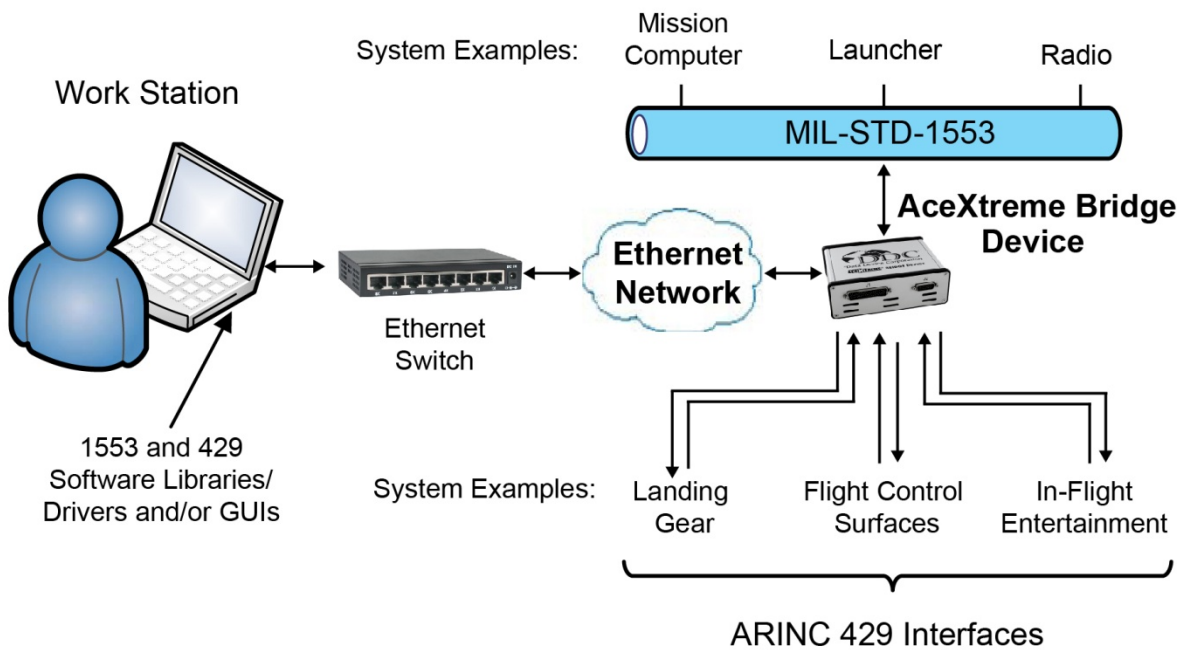 System Examples:
Mission
Computer
Launcher
Radio
MIL-STD-1553
Work Station
AceXtreme Bridge
Device
DDC
Ethernet
Network
Ethernet
Switch
1553 and 429
Software Libraries/
Drivers and/or GUIs
System Examples:
Landing
Gear
Flight Control
Surfaces
In-Flight
Entertainment
ARINC 429 Interfaces